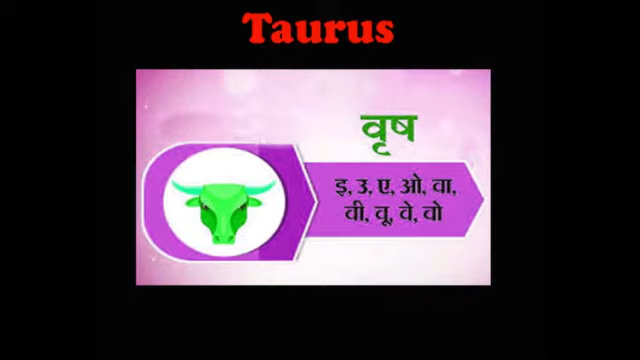 Taurus
वृष
इ, उ, ए, ओ, वा,
वी, वू, वे, वो